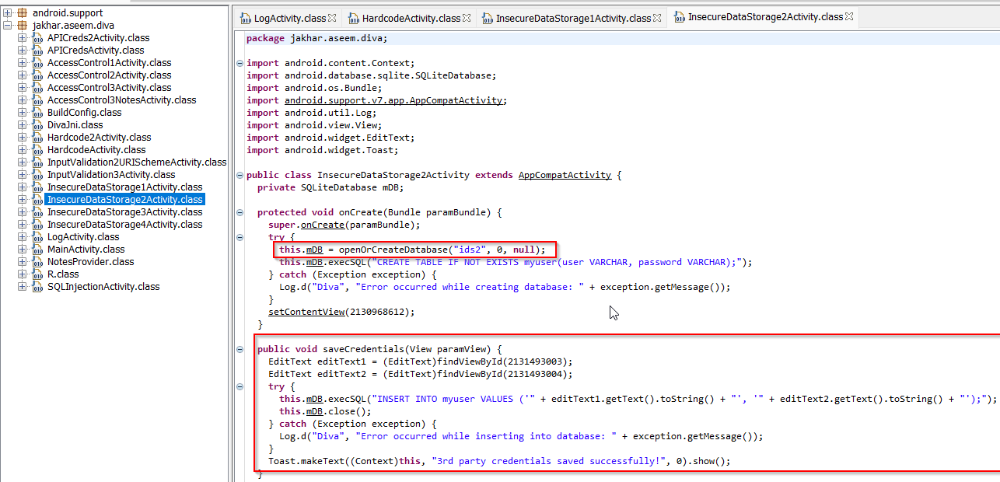 android.support
jakhar.aseem.diva
APICreds2Activity.class
APICredsActivity.class
AccessControl1Activity.class
AccessControl2Activity.class
AccessControl3Activity.class
AccessControl3NotesActivity.class
BuildConfig.class
DivaJni.class
Hardcode2Activity.class
HardcodeActivity.class
InputValidation2URISchemeActivity.class
InputValidation3Activity.class
InsecureDataStorage1Activity.class
InsecureDataStorage2Activity.class
InsecureDataStorage3Activity.class
InsecureDataStorage4Activity.class
LogActivity.class
MainActivity.class
NotesProvider.class
R.class
SQLInjectionActivity.class
LogActivity.class HardcodeActivity.class InsecureDataStorage1Activity.class InsecureDataStorage2Activity.class
package jakhar.aseem.diva;
import android.content.Context;
import android.database.sqlite.SQLiteDatabase;
import android.os.Bundle;
import android.support.v7.app.AppCompatActivity;
import android.util.Log;
import android.view.View;
import android.widget.EditText;
import android.widget.Toast;
public class InsecureDataStorage2Activity extends AppCompatActivity {
private SQLiteDatabase mDB;
protected void onCreate(Bundle paramBundle) {
super.onCreate(paramBundle);
try {
this.mDB = openOrCreateDatabase("ids2", 0, null);
this.mDB.execSQL("CREATE TABLE IF NOT EXISTS myuser(user VARCHAR, password VARCHAR);");
} catch (Exception exception) {
Log.d("Diva", "Error occurred while creating database: " + exception.getMessage());
}
setContentView(2130968612);
}
public void saveCredentials(View paramView) {
EditText editText1 = (EditText)findViewById(2131493003);
EditText editText2 = (EditText)findViewById(2131493004);
try {
this.mDB.execSQL("INSERT INTO myuser VALUES ('" + editText1.getText().toString() + "', '" + editText2.getText().toString() + "');");
this.mDB.close();
} catch (Exception exception) {
Log.d("Diva", "Error occurred while inserting into database: " + exception.getMessage());
}
Toast.makeText((Context)this, "3rd party credentials saved successfully!", 0).show();
}